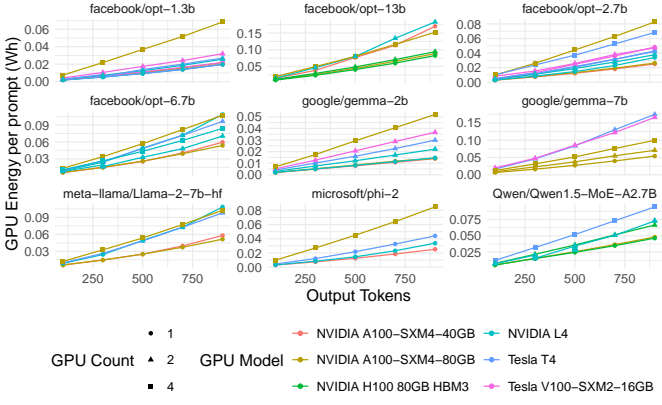 facebook/opt-1.3b
facebook/opt-13b
facebook/opt-2.7b
0.06
0.04
0.02
0.00
0.15
0.10
0.05
0.08
0.06
0.04
0.02
0.00
facebook/opt-6.7b
google/gemma-2b
google/gemma-7b
0.09
0.06
0.03
0.05
0.04
0.03
0.02
0.01
0.00
0.15
0.10
0.05
0.00
meta-llama/Llama-2-7b-hf
microsoft/phi-2
Qwen/Qwen1.5-MoE-A2.7B
0.09
0.06
0.03
0.08
0.06
0.04
0.02
0.00
0.075
0.050
0.025
250 500 750
250 500 750
250 500 750
GPU Energy per prompt (Wh)
Output Tokens
GPU Count
1
2
4
GPU Model
NVIDIA A100-SXM4-40GB
NVIDIA A100-SXM4-80GB
NVIDIA H100 80GB HBM3
NVIDIA L4
Tesla T4
Tesla V100-SXM2-16GB